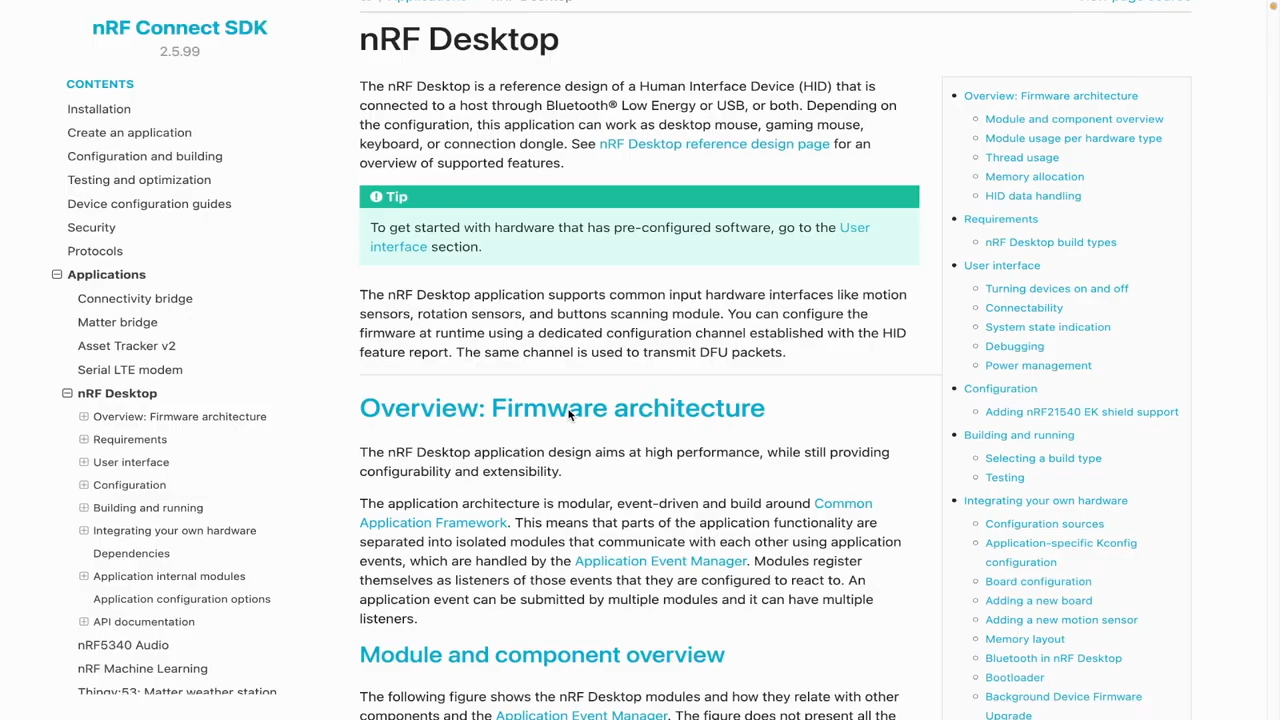 nRF Connect SDK
2.5.99
CONTENTS
Installation
Create an application
Configuration and building
Testing and optimization
Device configuration guides
Security
Protocols
Applications
Connectivity bridge
Matter bridge
Asset Tracker v2
Serial LTE modem
nRF Desktop
Overview: Firmware architecture
Requirements
User interface
Configuration
Building and running
Integrating your own hardware
Dependencies
Application internal modules
Application configuration options
API documentation
nRF5340 Audio
nRF Machine Learning
Thingy:53: Matter weather station
nRF Desktop
The nRF Desktop is a reference design of a Human Interface Device (HID) that is
connected to a host through Bluetooth® Low Energy or USB, or both. Depending on
the configuration, this application can work as desktop mouse, gaming mouse,
keyboard, or connection dongle. See nRF Desktop reference design page for an
overview of supported features.
Tip
To get started with hardware that has pre-configured software, go to the User
interface section.
The nRF Desktop application supports common input hardware interfaces like motion
sensors, rotation sensors, and buttons scanning module. You can configure the
firmware at runtime using a dedicated configuration channel established with the HID
feature report. The same channel is used to transmit DFU packets.
Overview: Firmware architecture
The nRF Desktop application design aims at high performance, while still providing
configurability and extensibility.
The application architecture is modular, event-driven and build around Common
Application Framework. This means that parts of the application functionality are
separated into isolated modules that communicate with each other using application
events, which are handled by the Application Event Manager. Modules register
themselves as listeners of those events that they are configured to react to. An
application event can be submitted by multiple modules and it can have multiple
listeners.
Module and component overview
The following figure shows the nRF Desktop modules and how they relate with other
components and the Application Event Manager. The figure does not present all the
Overview: Firmware architecture
Module and component overview
Module usage per hardware type
Thread usage
Memory allocation
HID data handling
Requirements
nRF Desktop build types
User interface
Turning devices on and off
Connectability
System state indication
Debugging
Power management
Configuration
Adding nRF21540 EK shield support
Building and running
Selecting a build type
Testing
Integrating your own hardware
Configuration sources
Application-specific Kconfig
configuration
Board configuration
Adding a new board
Adding a new motion sensor
Memory layout
Bluetooth in nRF Desktop
Bootloader
Background Device Firmware
Upgrade